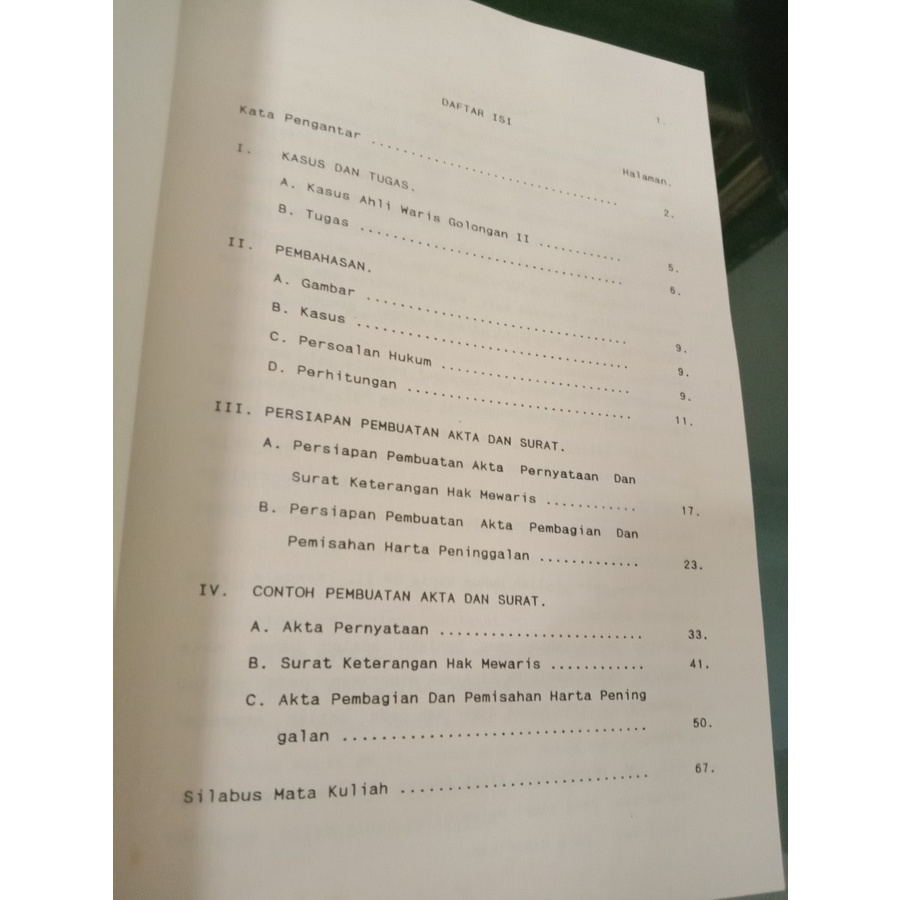 DAFTAR ISI 1.
Halaman.
Kata Pengantar .............................. 2.
I. KASUS DAN TUGAS.
A. Kasus Ahli Waris Golongan II ............ 5.
B. Tugas ................................. 6.
II. PEMBAHASAN.
A. Gambar ................................ 9.
B. Kasus ................................. 9.
C. Persoalan Hukum ....................... 9.
D. Perhitungan ........................... 11.
III. PERSIAPAN PEMBUATAN AKTA DAN SURAT.
A. Persiapan Pembuatan Akta Pernyataan Dan
Surat Keterangan Hak Mewaris ............ 17.
B. Persiapan Pembuatan Akta Pembagian Dan
Pemisahan Harta Peninggalan ............. 23.
IV. CONTOH PEMBUATAN AKTA DAN SURAT.
A. Akta Pernyataan .......................... 33.
B. Surat Keterangan Hak Mewaris ............ 41.
C. Akta Pembagian Dan Pemisahan Harta Pening
galan .................................... 50.
Silabus Mata Kuliah ............................ 67.